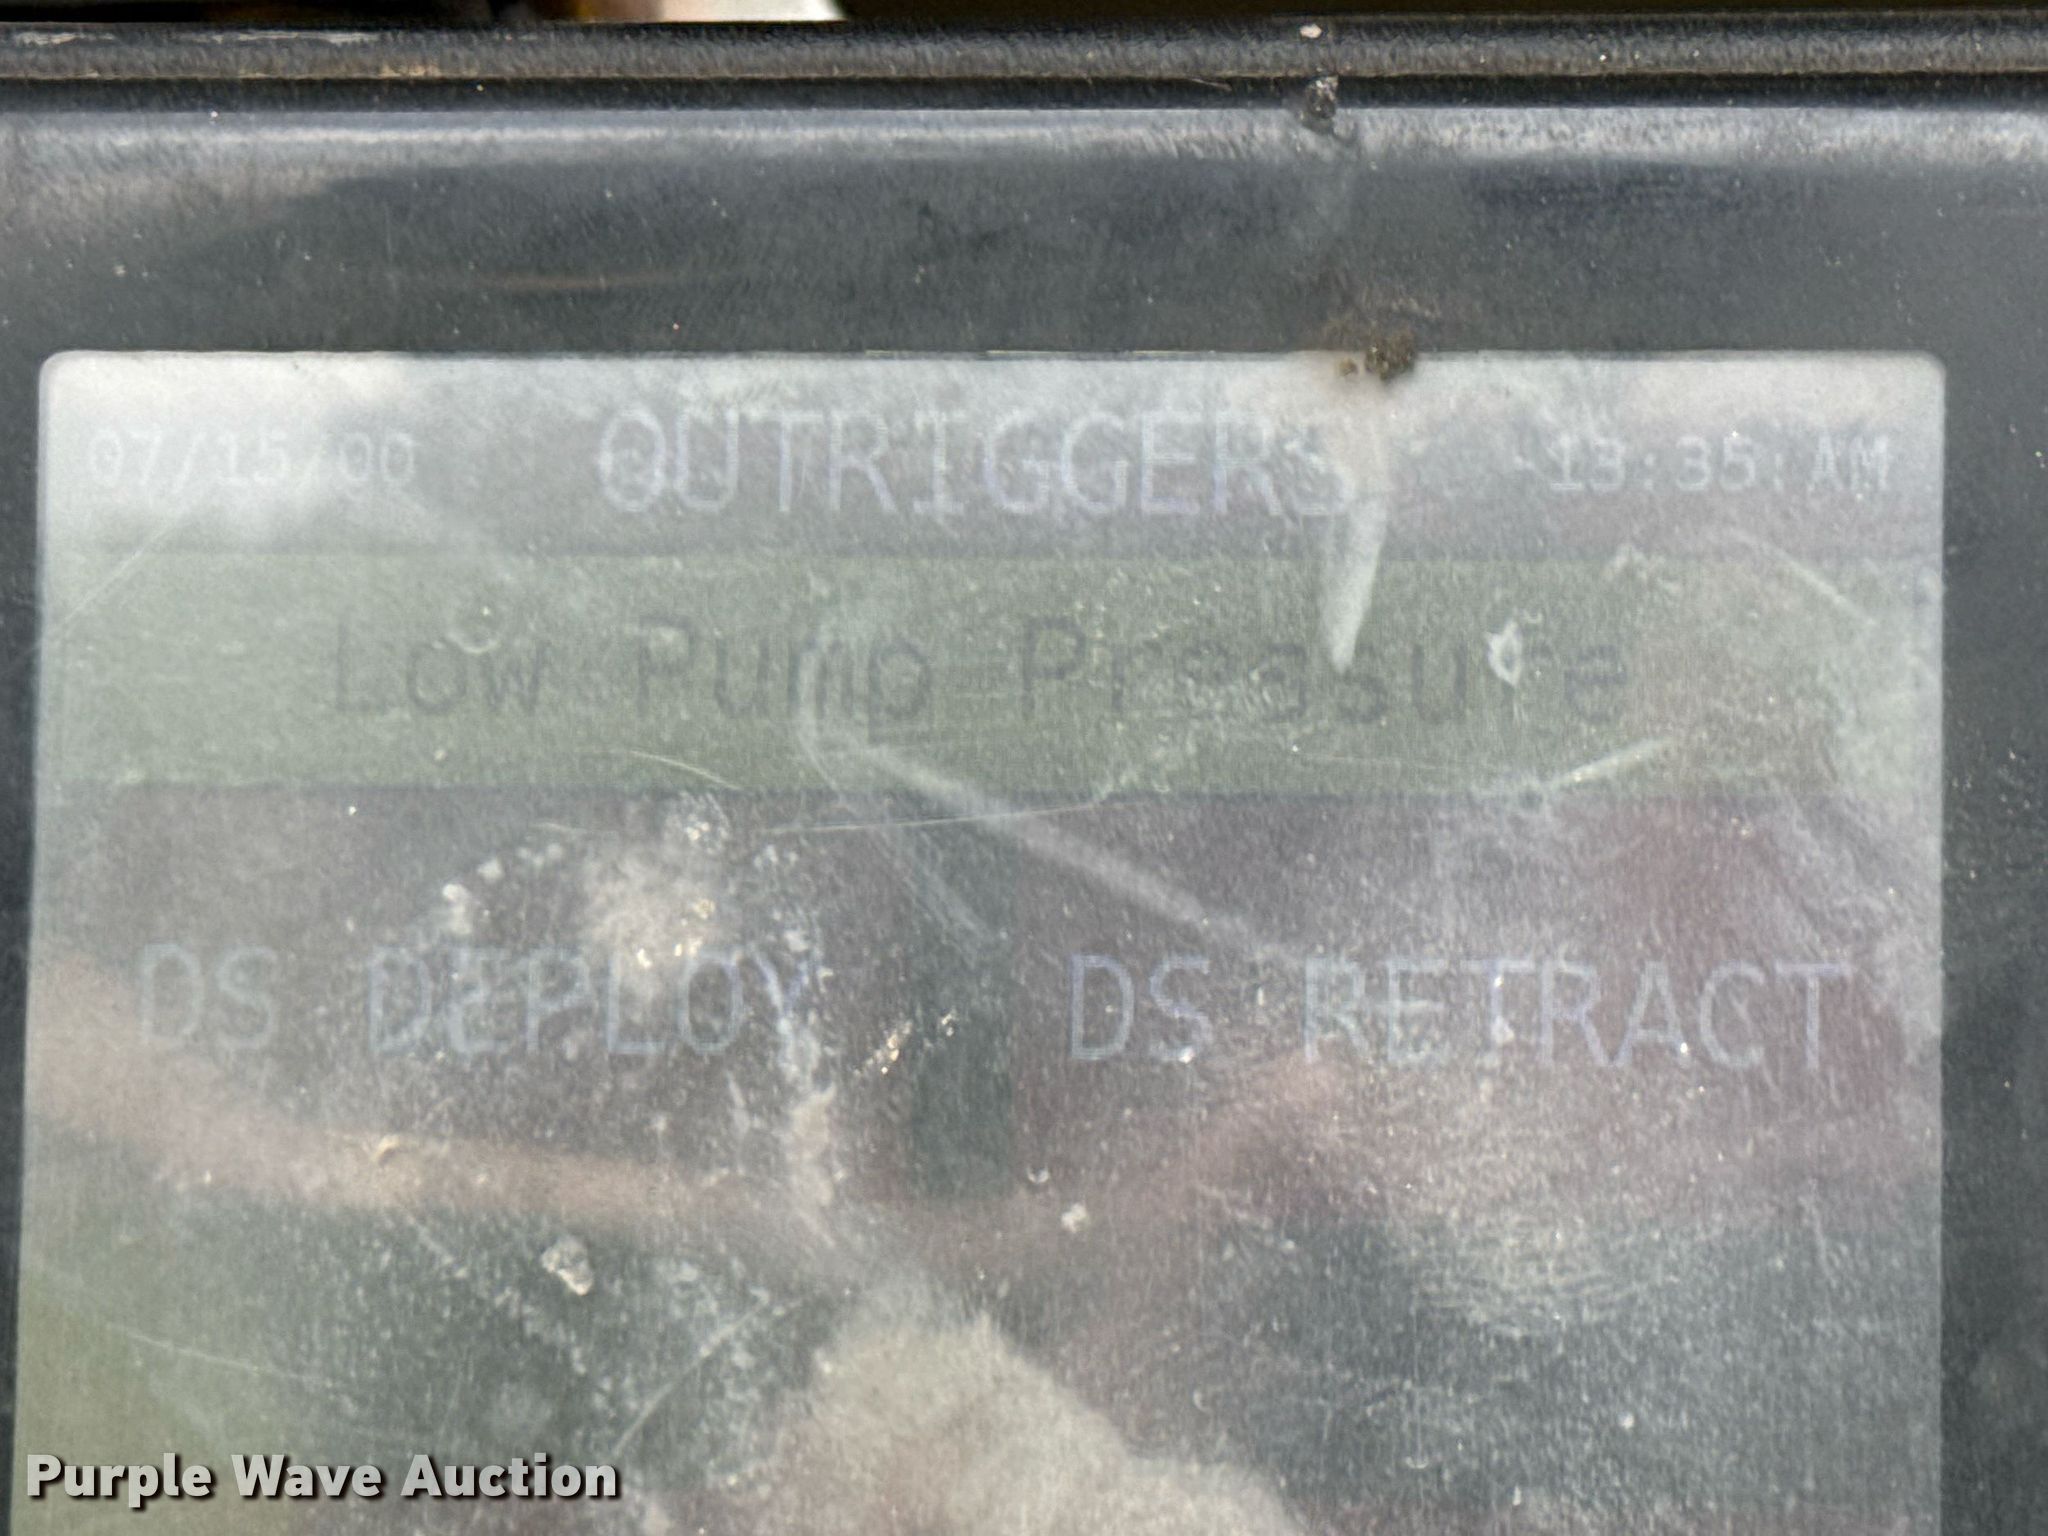 07/15/00 OUTRIGGERS 13:35: AM
Low Pump Pressure
DS DEPLOY DS RETRACT
Purple Wave Auction